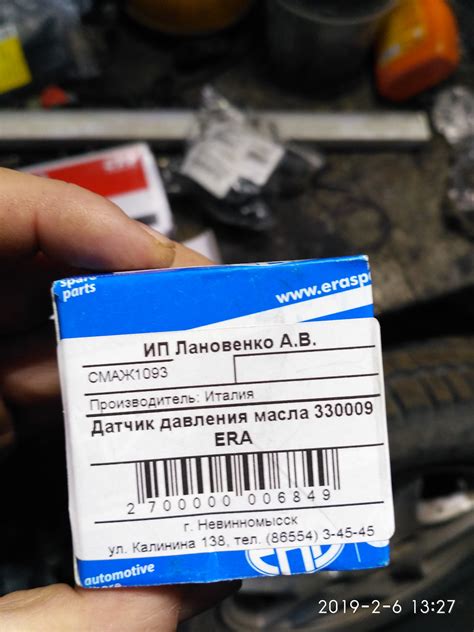 spare
parts
www.erasp
ИП Лановенко А.В.
СМАЖ1093
Производитель: Италия
Датчик давления масла 330009
ERA
2 700000 006849
г. Невинномысск
ул. Калинина 138, тел. (86554) 3-45-45
automotive
2019-2-6 13:27